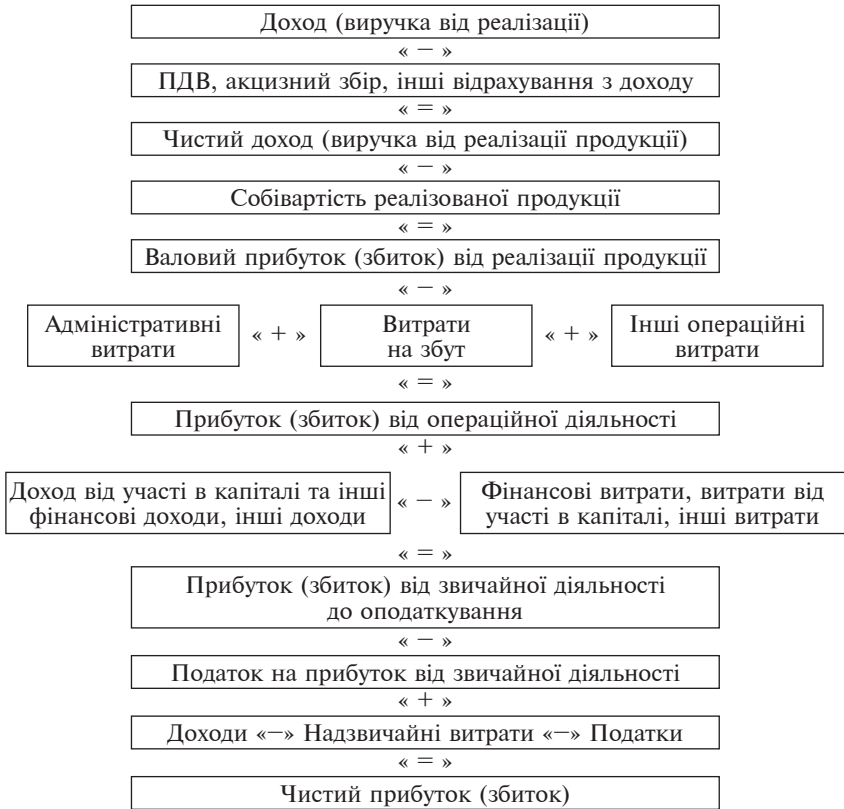 Доход (виручка від реалізації)
« − »
ПДВ, акцизний збір, інші відрахування з доходу
« = »
Чистий доход (виручка від реалізації продукції)
« − »
Собівартість реалізованої продукції
« = »
Валовий прибуток (збиток) від реалізації продукції
« − »
Адміністративні
витрати
« + »
Витрати
на збут
« + »
Інші операційні
витрати
« = »
Прибуток (збиток) від операційної діяльності
« + »
Доход від участі в капіталі та інші
фінансові доходи, інші доходи
« − »
Фінансові витрати, витрати від
участі в капіталі, інші витрати
« = »
Прибуток (збиток) від звичайної діяльності
до оподаткування
« − »
Податок на прибуток від звичайної діяльності
« + »
Доходи «−» Надзвичайні витрати «−» Податки
« = »
Чистий прибуток (збиток)